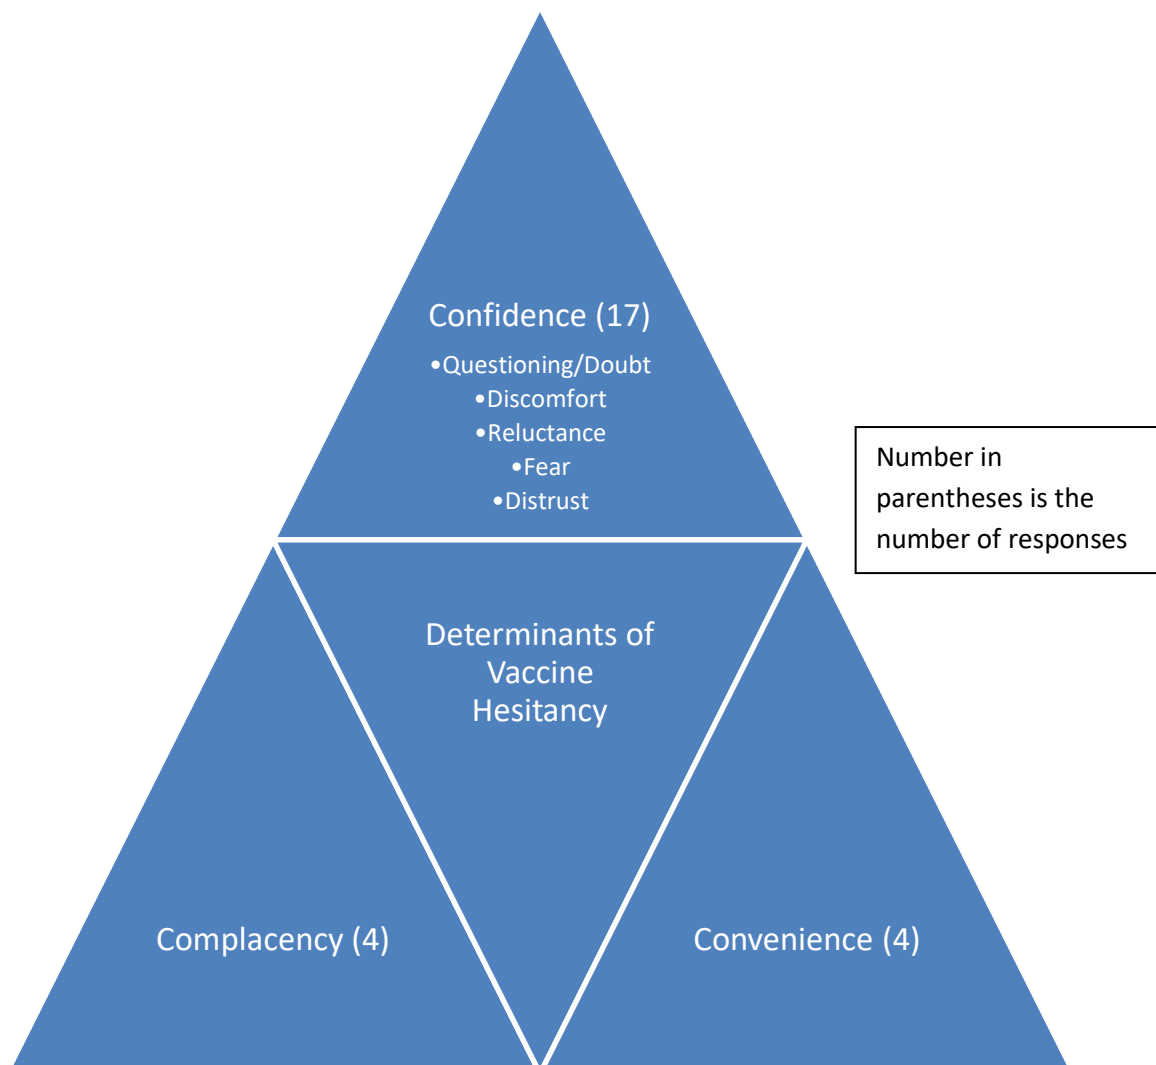 Confidence (17)
•Questioning/Doubt
•Discomfort
•Reluctance
•Fear
•Distrust
Number in
parentheses is the
number of responses
Determinants of
Vaccine
Hesitancy
Complacency (4)
Convenience (4)